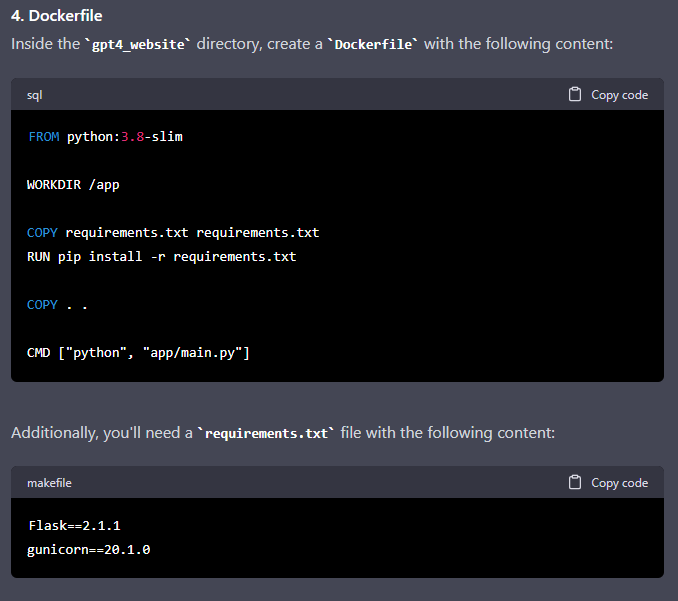 4. Dockerfile
Inside the `gpt4_website` directory, create a `Dockerfile` with the following content:
sql
Copy code
FROM python:3.8-slim
WORKDIR /app
COPY requirements.txt requirements.txt
RUN pip install -r requirements.txt
COPY . .
CMD ["python", "app/main.py"]
Additionally, you'll need a `requirements.txt` file with the following content:
makefile
Copy code
Flask==2.1.1
gunicorn==20.1.0